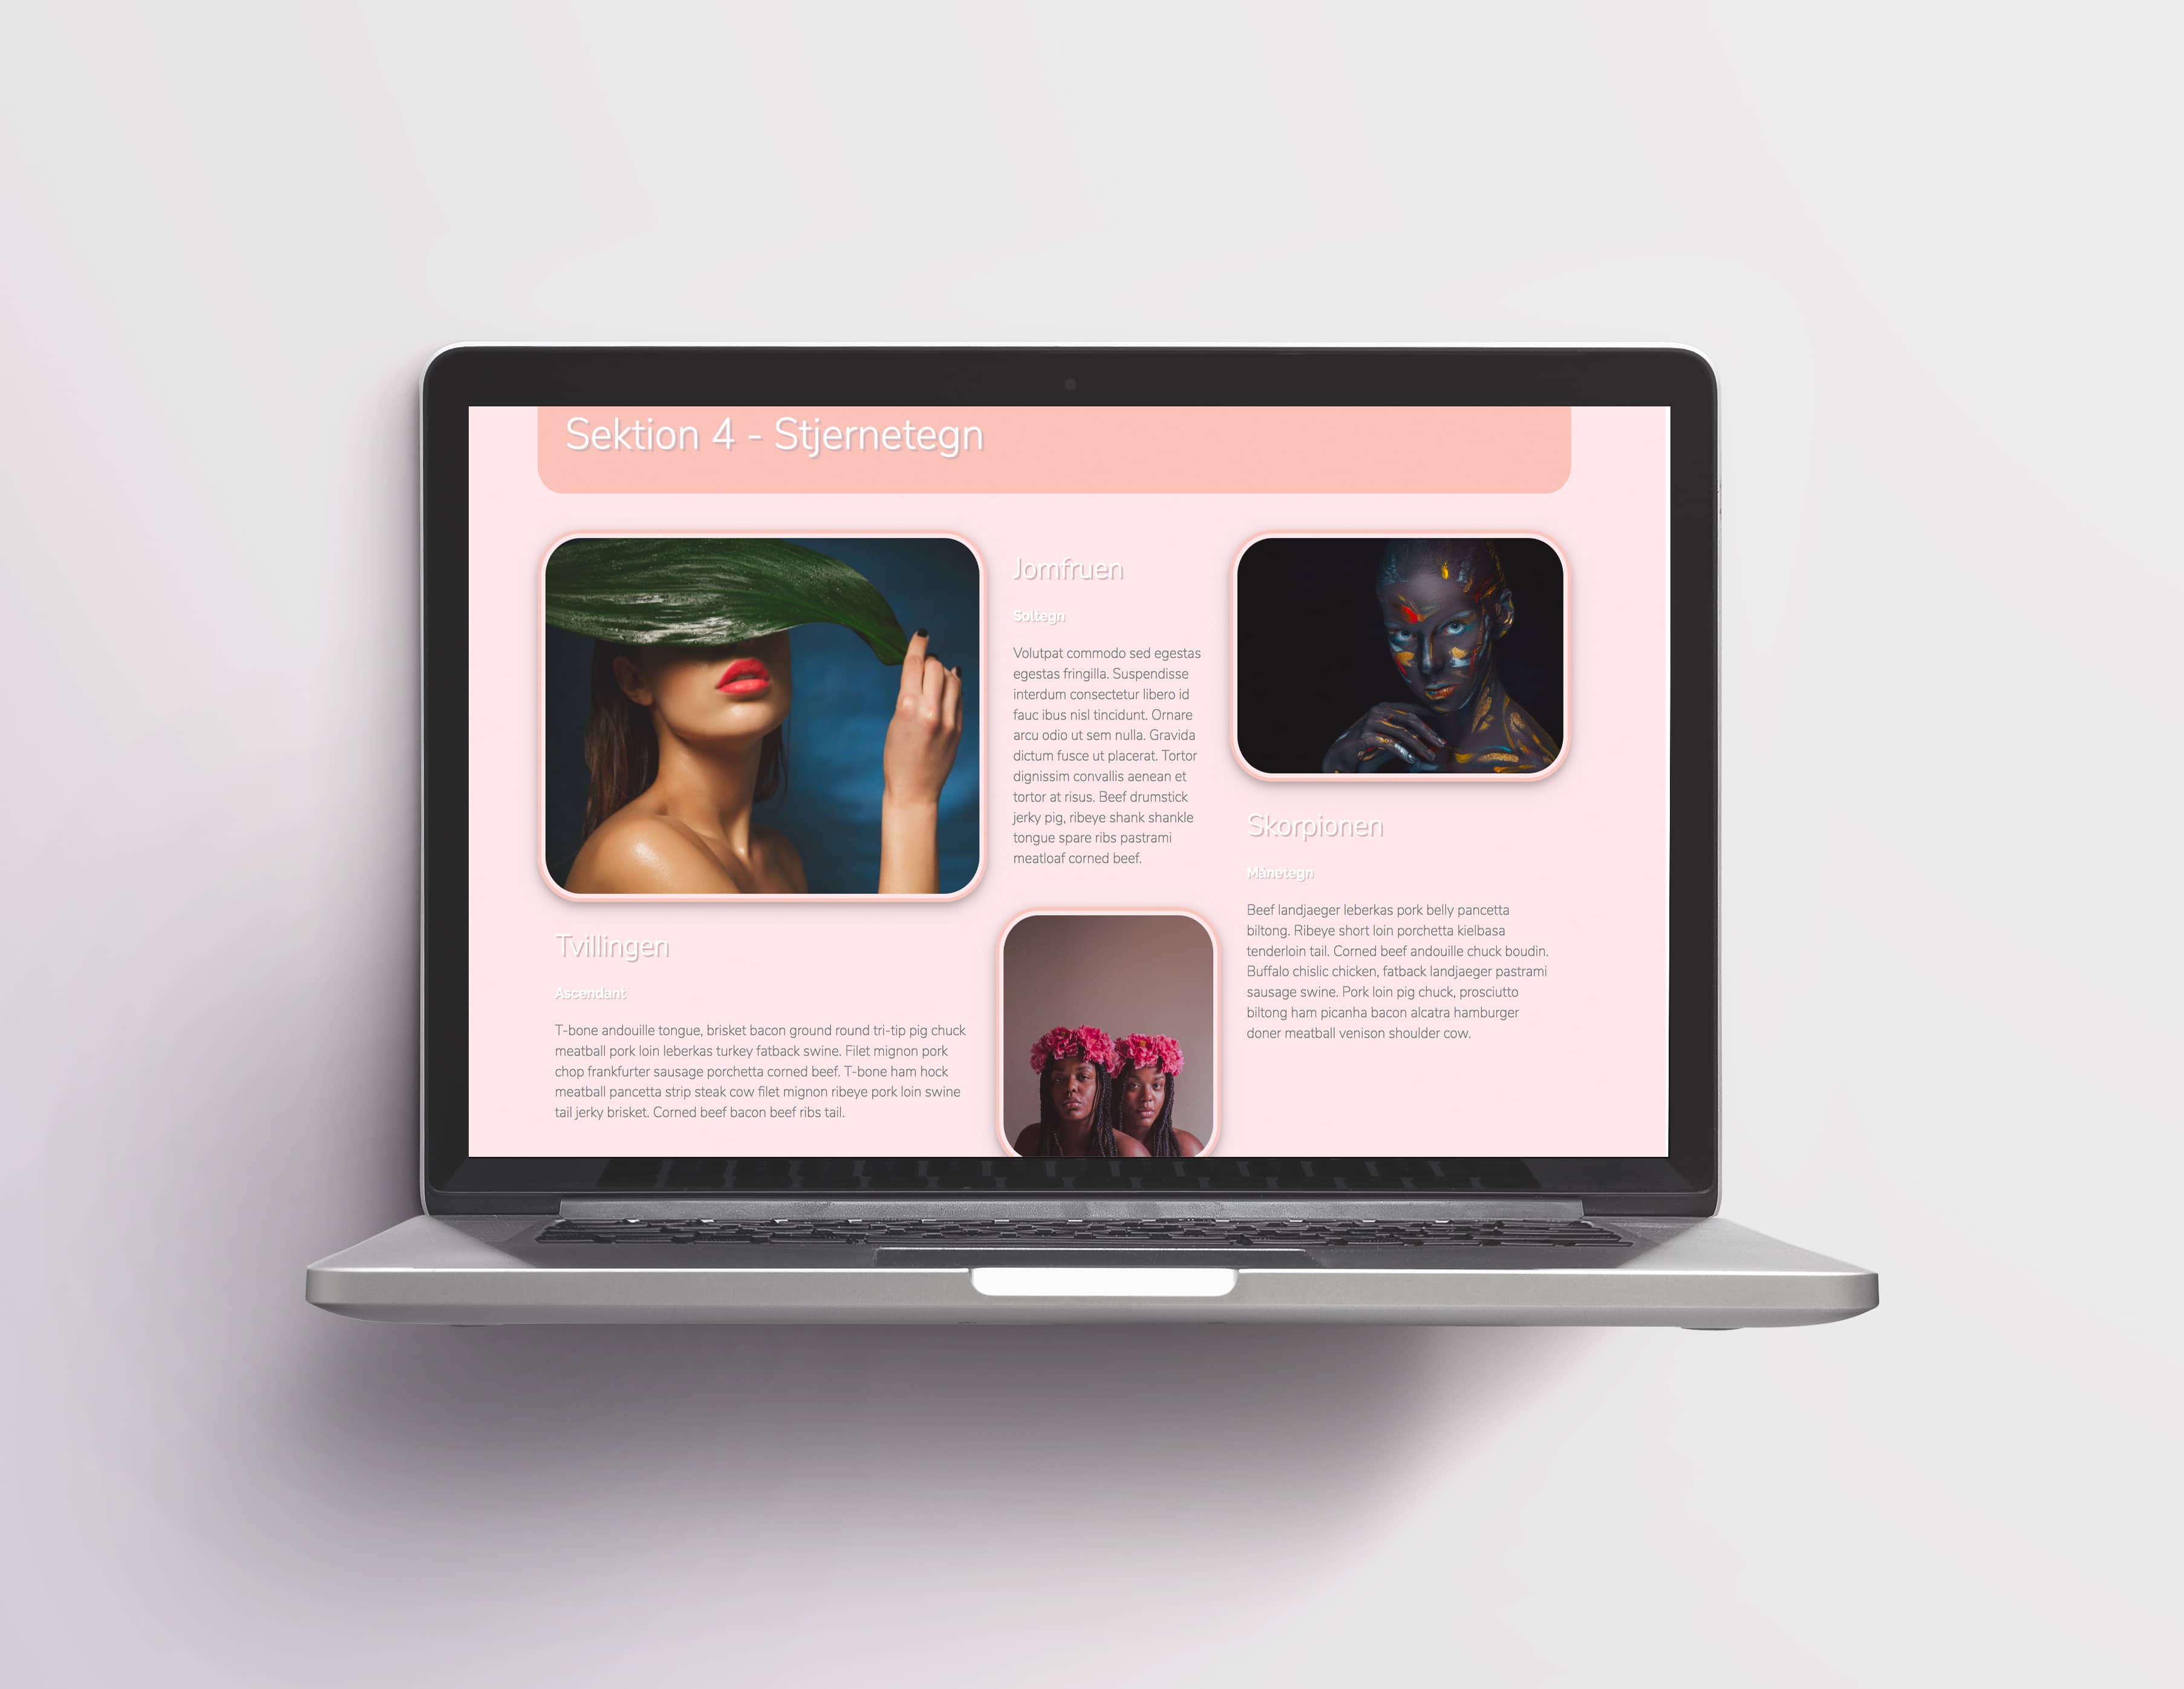 Sektion 4 - Stjernetegn
Jomfruen
Soltegn
Volutpat commodo sed egestas
egestas fringilla. Suspendisse
interdum consectetur libero id
fauc ibus nisl tincidunt. Ornare
arcu odio ut sem nulla. Gravida
dictum fusce ut placerat. Tortor
dignissim convallis aenean et
tortor at risus. Beef drumstick
jerky pig, ribeye shank shankle
tongue spare ribs pastrami
meatloaf corned beef.
Skorpionen
Månetegn
Beef landjaeger leberkas pork belly pancetta
biltong. Ribeye short loin porchetta kielbasa
tenderloin tail. Corned beef andouille chuck boudin.
Buffalo chislic chicken, fatback landjaeger pastrami
sausage swine. Pork loin pig chuck, prosciutto
biltong ham picanha bacon alcatra hamburger
doner meatball venison shoulder cow.
Tvillingen
Ascendant
T-bone andouille tongue, brisket bacon ground round tri-tip pig chuck
meatball pork loin leberkas turkey fatback swine. Filet mignon pork
chop frankfurter sausage porchetta corned beef. T-bone ham hock
meatball pancetta strip steak cow filet mignon ribeye pork loin swine
tail jerky brisket. Corned beef bacon beef ribs tail.